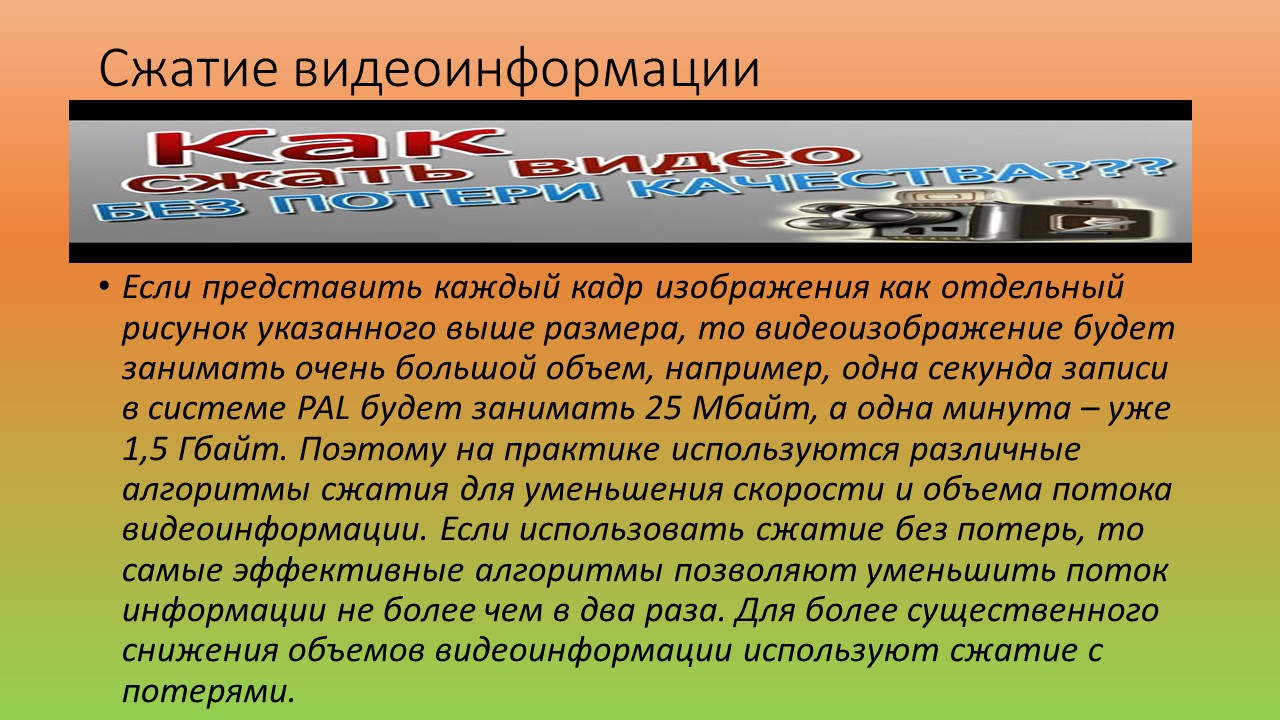 Сжатие видеоинформации
Как
сжать видео
БЕЗ ПОТЕРИ КАЧЕСТВА???
• Если представить каждый кадр изображения как отдельный
рисунок указанного выше размера, то видеоизображение будет
занимать очень большой объем, например, одна секунда записи
в системе PAL будет занимать 25 Мбайт, а одна минута – уже
1,5 Гбайт. Поэтому на практике используются различные
алгоритмы сжатия для уменьшения скорости и объема потока
видеоинформации. Если использовать сжатие без потерь, то
самые эффективные алгоритмы позволяют уменьшить поток
информации не более чем в два раза. Для более существенного
снижения объемов видеоинформации используют сжатие с
потерями.